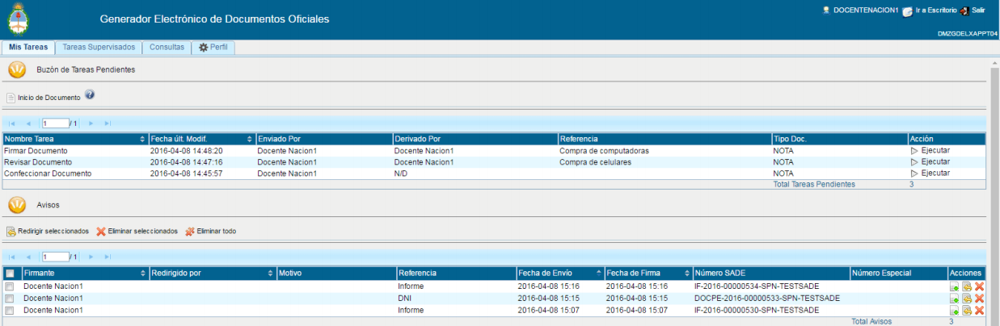 Generador Electrónico de Documentos Oficiales
DOCENTENACION1 Ir a Escritorio Salir
DMZGDELXAPPT04
Mis Tareas Tareas Supervisados Consultas Perfil
Buzón de Tareas Pendientes
Inicio de Documento
1 / 1
Nombre Tarea Fecha últ. Modif. Enviado Por Derivado Por Referencia Tipo Doc. Acción
Firmar Documento 2016-04-08 14:48:20 Docente Nacion1 Docente Nacion1 Compra de computadoras NOTA Ejecutar
Revisar Documento 2016-04-08 14:47:16 Docente Nacion1 Docente Nacion1 Compra de celulares NOTA Ejecutar
Confeccionar Documento 2016-04-08 14:45:57 Docente Nacion1 N/D NOTA Ejecutar
Total Tareas Pendientes 3
Avisos
Redirigir seleccionados Eliminar seleccionados Eliminar todo
1 / 1
Firmante Redirigido por Motivo Referencia Fecha de Envío Fecha de Firma Número SADE Número Especial Acciones
Docente Nacion1 Informe 2016-04-08 15:16 2016-04-08 15:16 IF-2016-00000534-SPN-TESTSADE
Docente Nacion1 DNI 2016-04-08 15:15 2016-04-08 15:15 DOCPE-2016-00000533-SPN-TESTSADE
Docente Nacion1 Informe 2016-04-08 15:07 2016-04-08 15:07 IF-2016-00000530-SPN-TESTSADE
Total Avisos 3